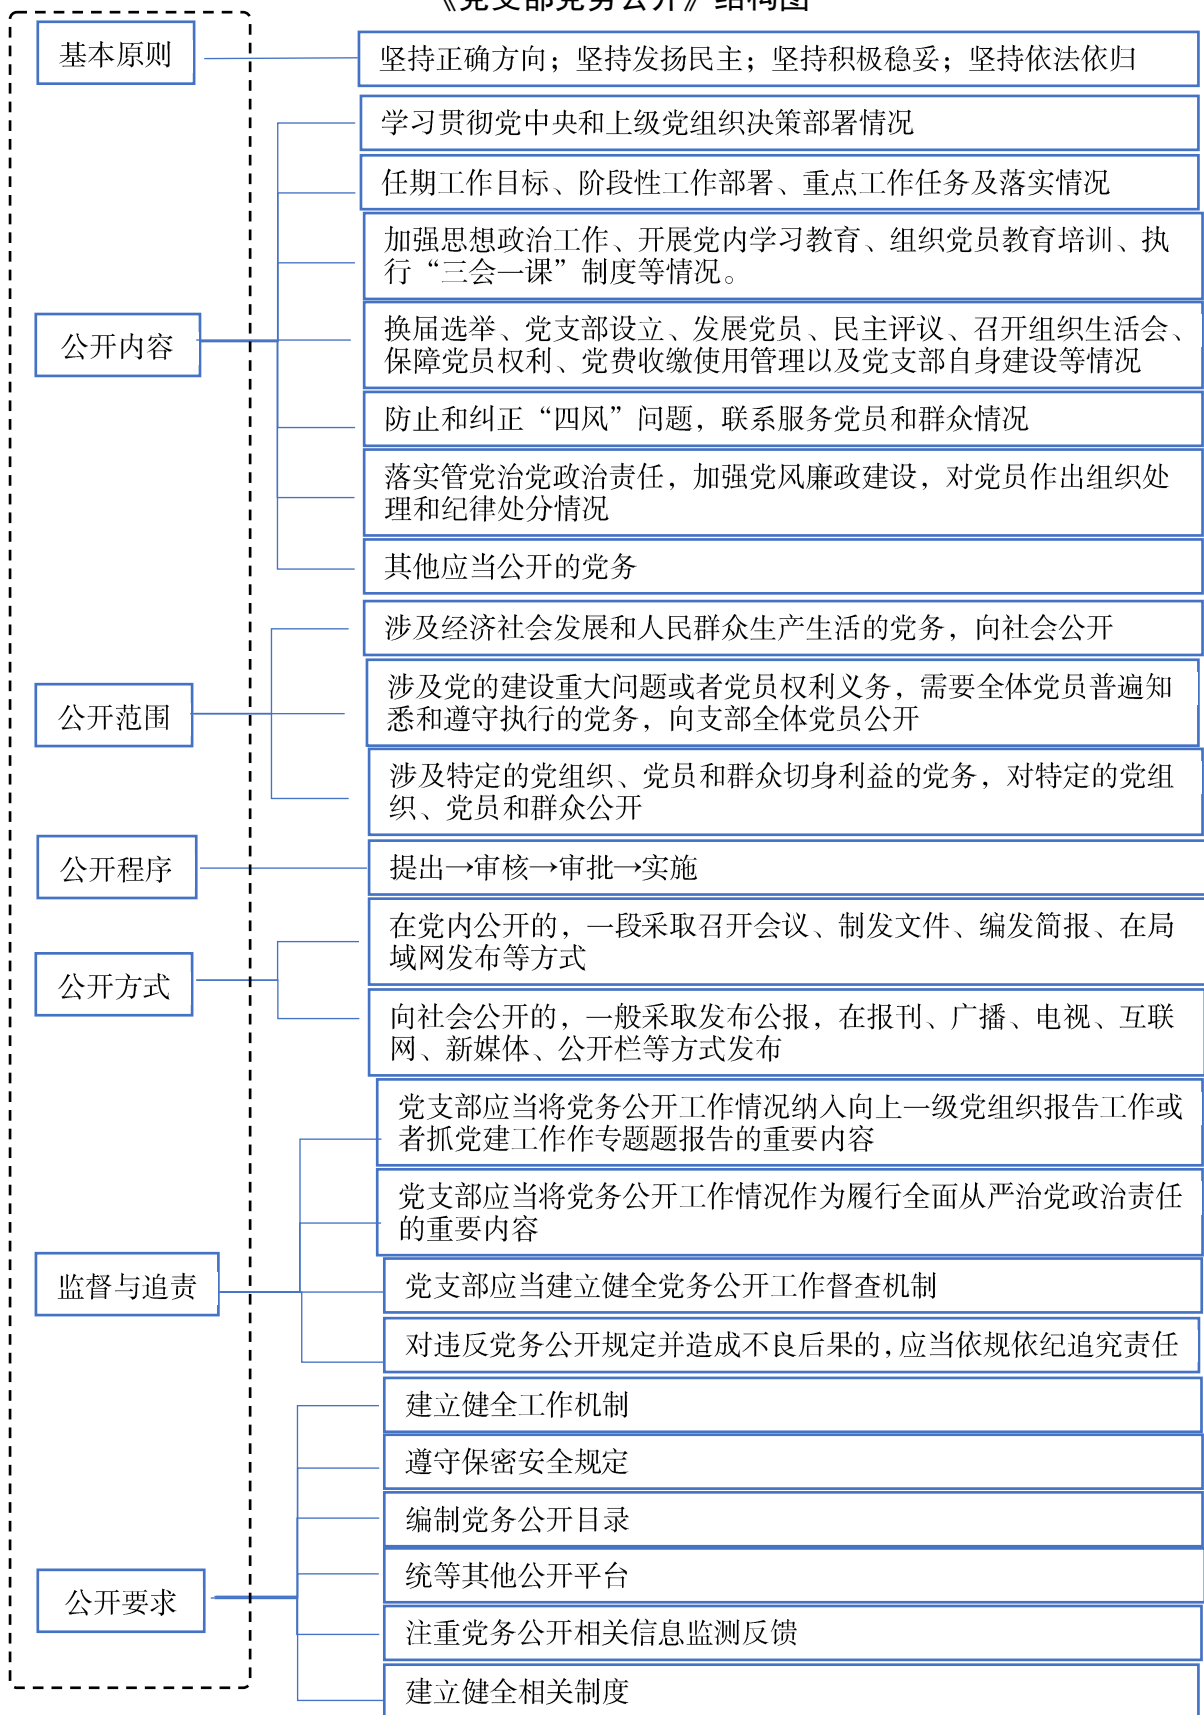 《党支部党务公开》结构图
基本原则
坚持正确方向；坚持发扬民主；坚持积极稳妥；坚持依法依归
公开内容
学习贯彻党中央和上级党组织决策部署情况
任期工作目标、阶段性工作部署、重点工作任务及落实情况
加强思想政治工作、开展党内学习教育、组织党员教育培训、执
行“三会一课”制度等情况。
换届选举、党支部设立、发展党员、民主评议、召开组织生活会、
保障党员权利、党费收缴使用管理以及党支部自身建设等情况
防止和纠正“四风”问题，联系服务党员和群众情况
落实管党治党政治责任，加强党风廉政建设，对党员作出组织处
理和纪律处分情况
其他应当公开的党务
公开范围
涉及经济社会发展和人民群众生产生活的党务，向社会公开
涉及党的建设重大问题或者党员权利义务，需要全体党员普遍知
悉和遵守执行的党务，向支部全体党员公开
涉及特定的党组织、党员和群众切身利益的党务，对特定的党组
织、党员和群众公开
公开程序
提出→审核→审批→实施
公开方式
在党内公开的，一段采取召开会议、制发文件、编发简报、在局
域网发布等方式
向社会公开的，一般采取发布公报，在报刊、广播、电视、互联
网、新媒体、公开栏等方式发布
监督与追责
党支部应当将党务公开工作情况纳入向上一级党组织报告工作或
者抓党建工作作专题题报告的重要内容
党支部应当将党务公开工作情况作为履行全面从严治党政治责任
的重要内容
党支部应当建立健全党务公开工作督查机制
对违反党务公开规定并造成不良后果的，应当依规依纪追究责任
公开要求
建立健全工作机制
遵守保密安全规定
编制党务公开目录
统等其他公开平台
注重党务公开相关信息监测反馈
建立健全相关制度